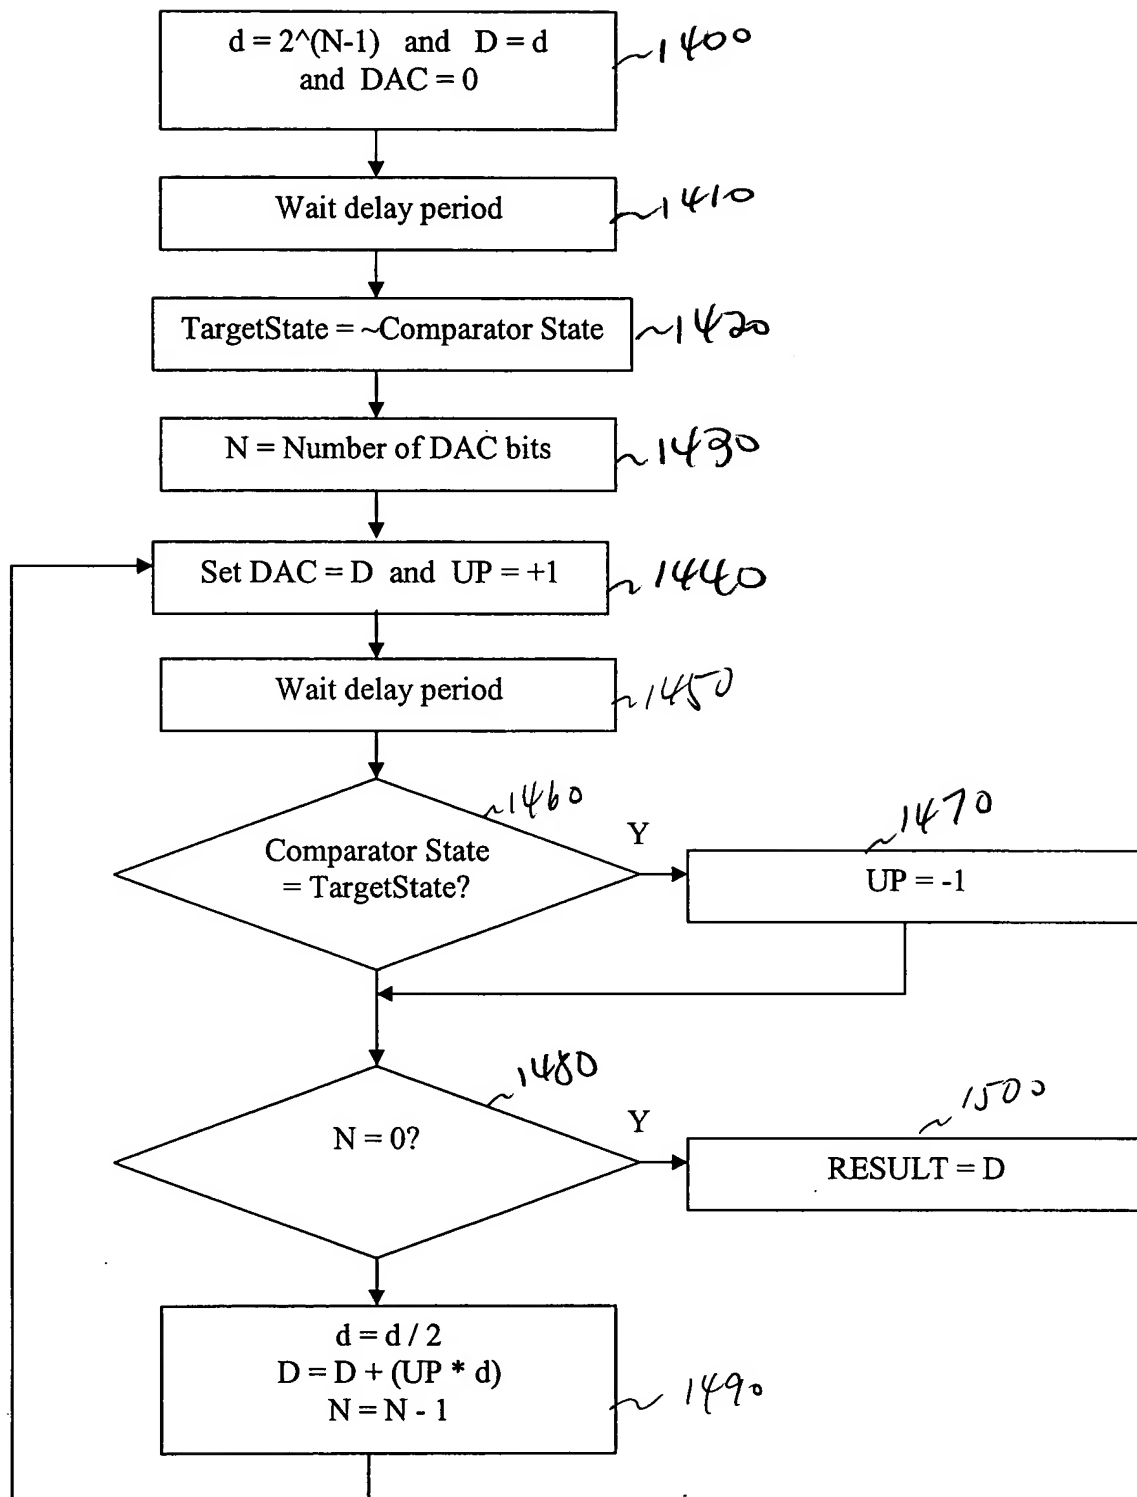 d = 2^(N-1) and D = d
and DAC = 0
~1400
Wait delay period
~1410
TargetState = ~Comparator State
~1420
N = Number of DAC bits
~1430
Set DAC = D and UP = +1
~1440
Wait delay period
~1450
~1460
Comparator State
= TargetState?
Y
~1470
UP = -1
~1480
N = 0?
Y
~1500
RESULT = D
d = d / 2
D = D + (UP * d)
N = N - 1
~1490